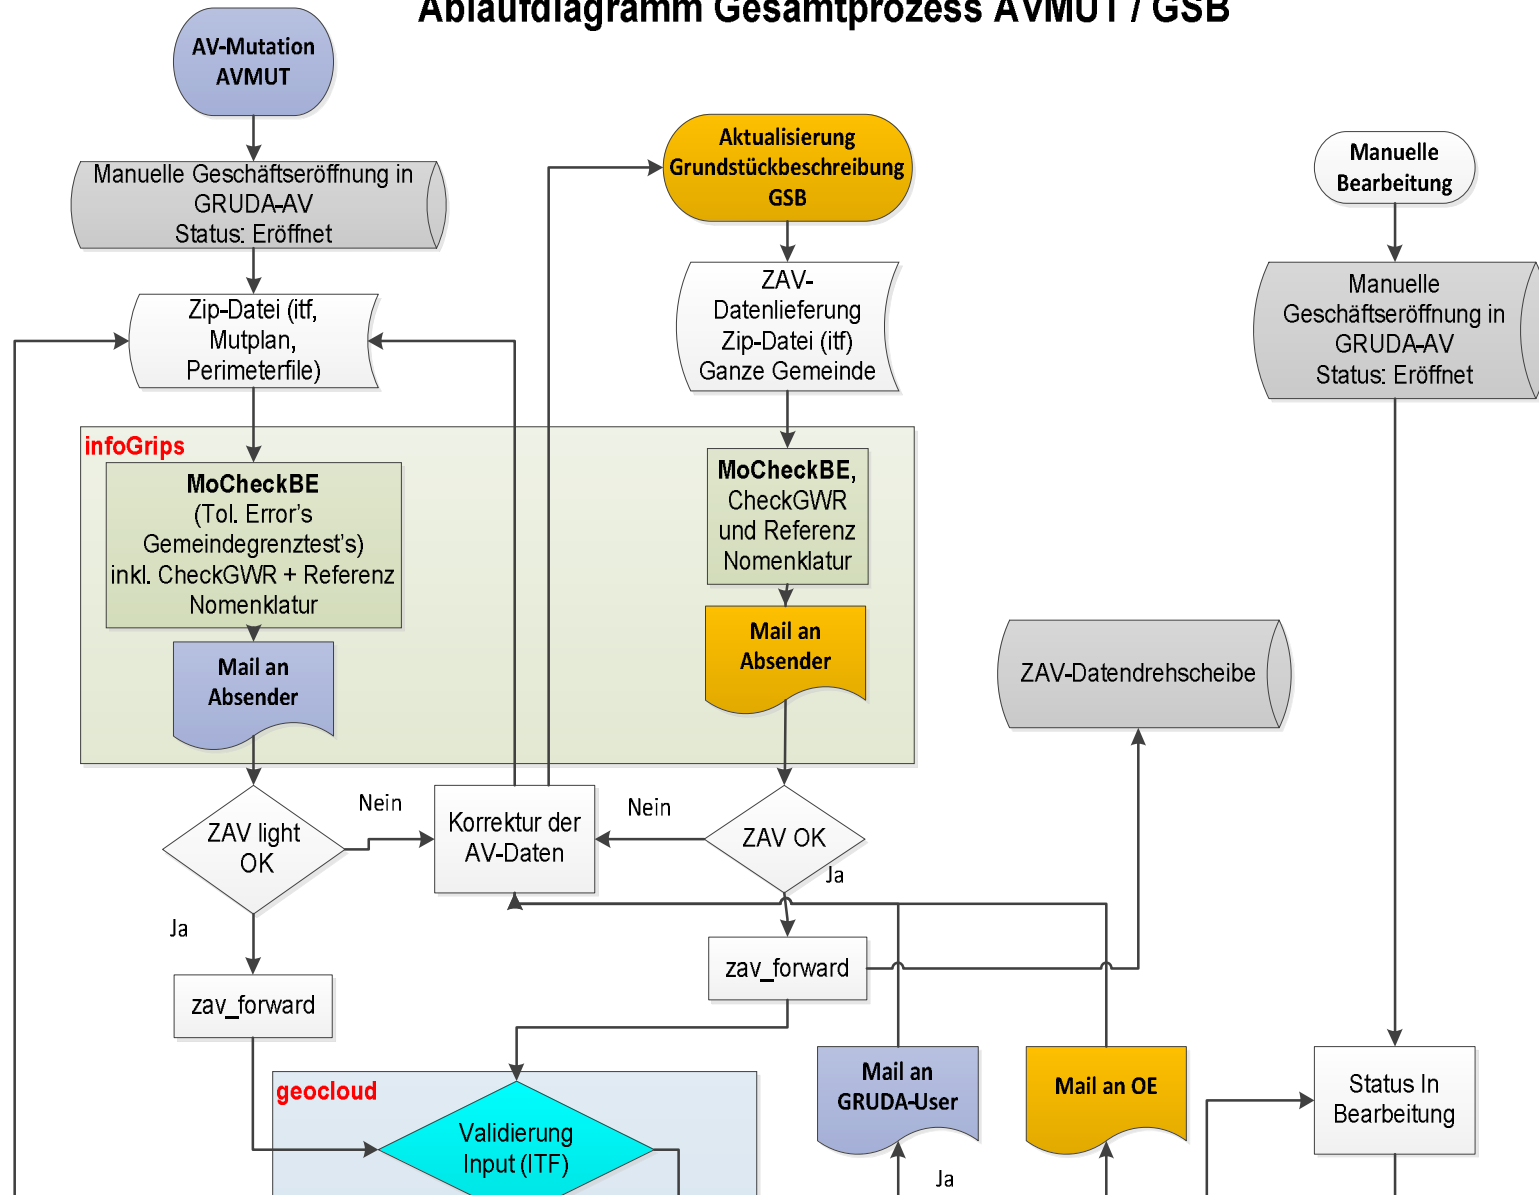 Ablaufdiagramm Gesamtprozess AVMUT / GSB
AV-Mutation
AVMUT
Manuelle Geschäftseröffnung in
GRUDA-AV
Status: Eröffnet
Zip-Datei (itf,
Mutplan,
Perimeterfile)
Aktualisierung
Grundstückbeschreibung
GSB
ZAV-
Datenlieferung
Zip-Datei (itf)
Ganze Gemeinde
Manuelle
Bearbeitung
Manuelle
Geschäftseröffnung in
GRUDA-AV
Status: Eröffnet
infoGrips
MoCheckBE
(Tol. Error's
Gemeindegrenztest's)
inkl. CheckGWR + Referenz
Nomenklatur
Mail an
Absender
MoCheckBE,
CheckGWR
und Referenz
Nomenklatur
Mail an
Absender
ZAV-Datendrehscheibe
ZAV light
OK
Nein
Korrektur der
AV-Daten
Nein
ZAV OK
Ja
Ja
zav_forward
zav_forward
geocloud
Validierung
Input (ITF)
Mail an
GRUDA-User
Mail an OE
Status In
Bearbeitung
Ja